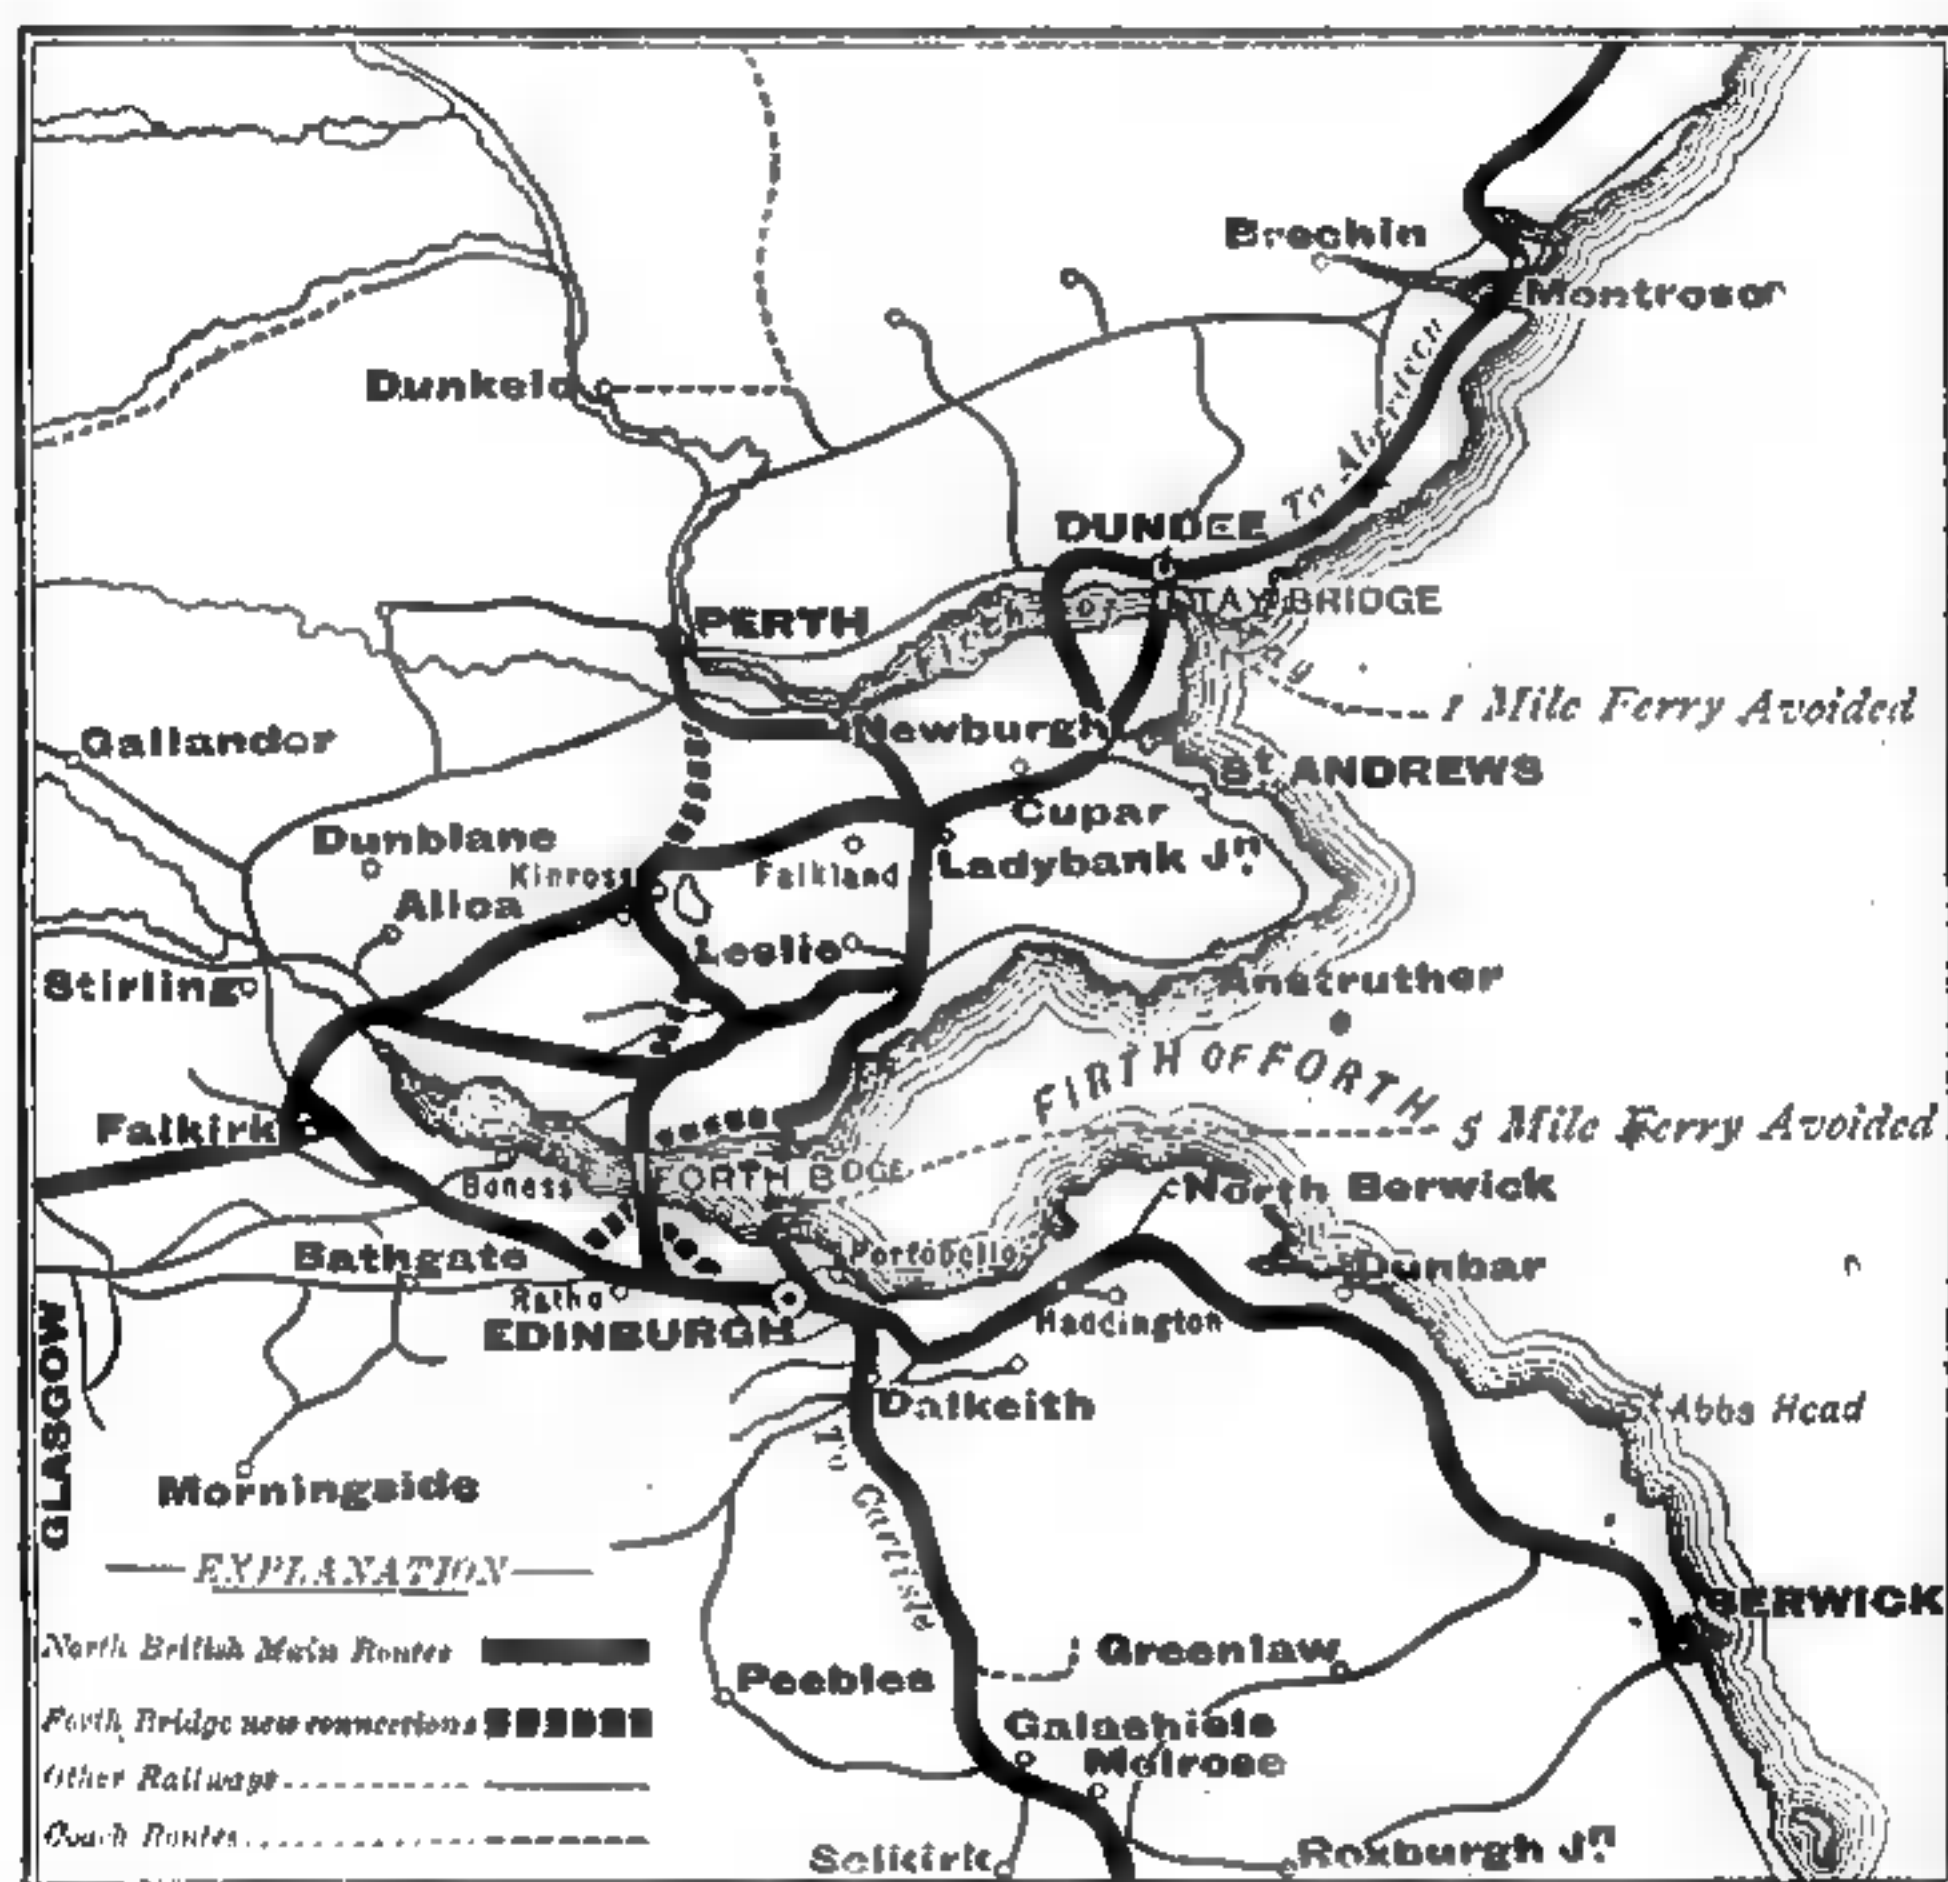 Brechin
Montrose
Dunkeld
To Aberdeen
DUNDEE
TAY BRIDGE
PERTH
Firth of
Tay
1 Mile Ferry Avoided
Newburgh
Callander
St ANDREWS
Cupar
Dunblane
Ladybank Jn.
Kinross
Falkland
Alloa
Leslie
Stirling
Anstruther
FIRTH OF FORTH
Falkirk
5 Mile Ferry Avoided
FORTH BDGE
Boness
North Berwick
Bathgate
Portobello
Dunbar
Ratho
EDINBURGH
Haddington
GLASGOW
Dalkeith
Abbs Head
To Carlisle
Morningside
EXPLANATION
BERWICK
North British Main Routes
Greenlaw
Peebles
Forth Bridge new connections
Galashiels
Melrose
Other Railways
Coach Routes
Selkirk
Roxburgh Jn.